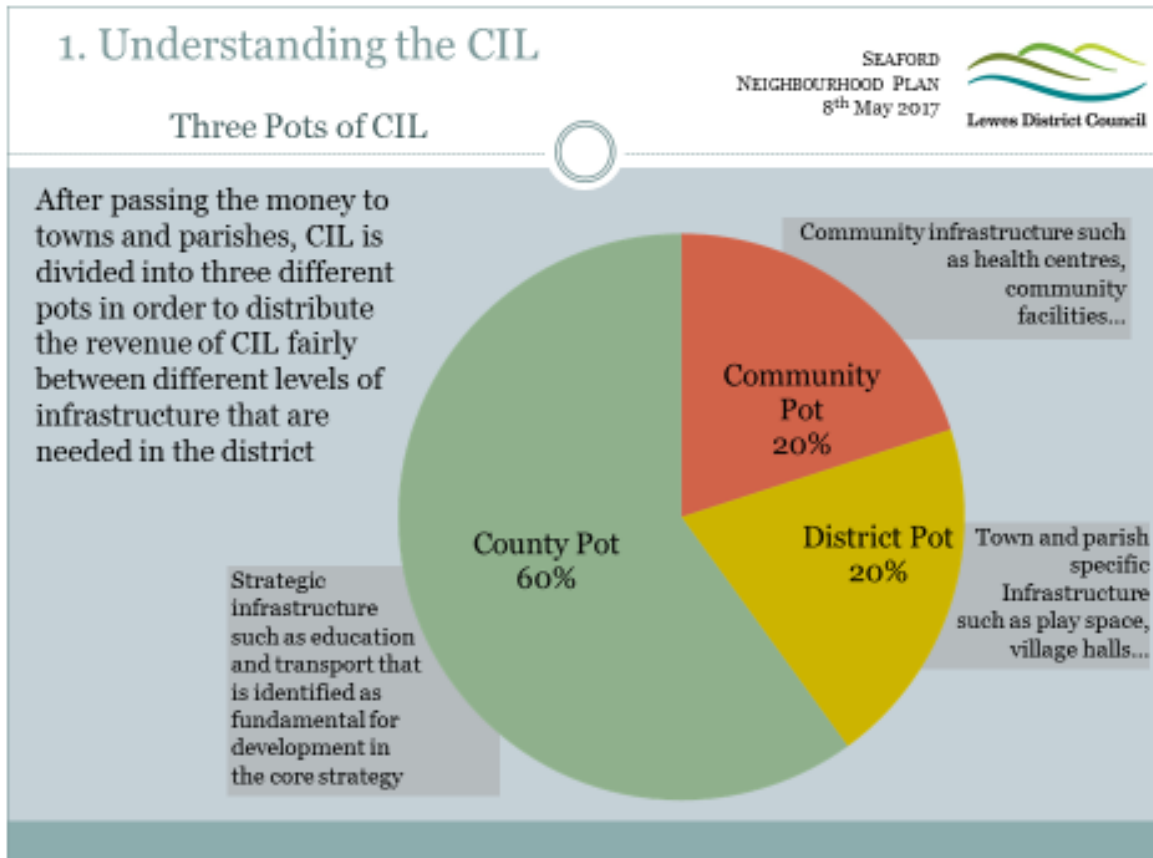 1. Understanding the CIL
Three Pots of CIL
SEAFORD
NEIGHBOURHOOD PLAN
8th May 2017
Lewes District Council
After passing the money to
towns and parishes, CIL is
divided into three different
pots in order to distribute
the revenue of CIL fairly
between different levels of
infrastructure that are
needed in the district
Community infrastructure such
as health centres,
community
facilities...
Community
Pot
20%
District Pot
20%
Town and parish
specific
Infrastructure
such as play space,
village halls...
County Pot
60%
Strategic
infrastructure
such as education
and transport that
is identified as
fundamental for
development in
the core strategy